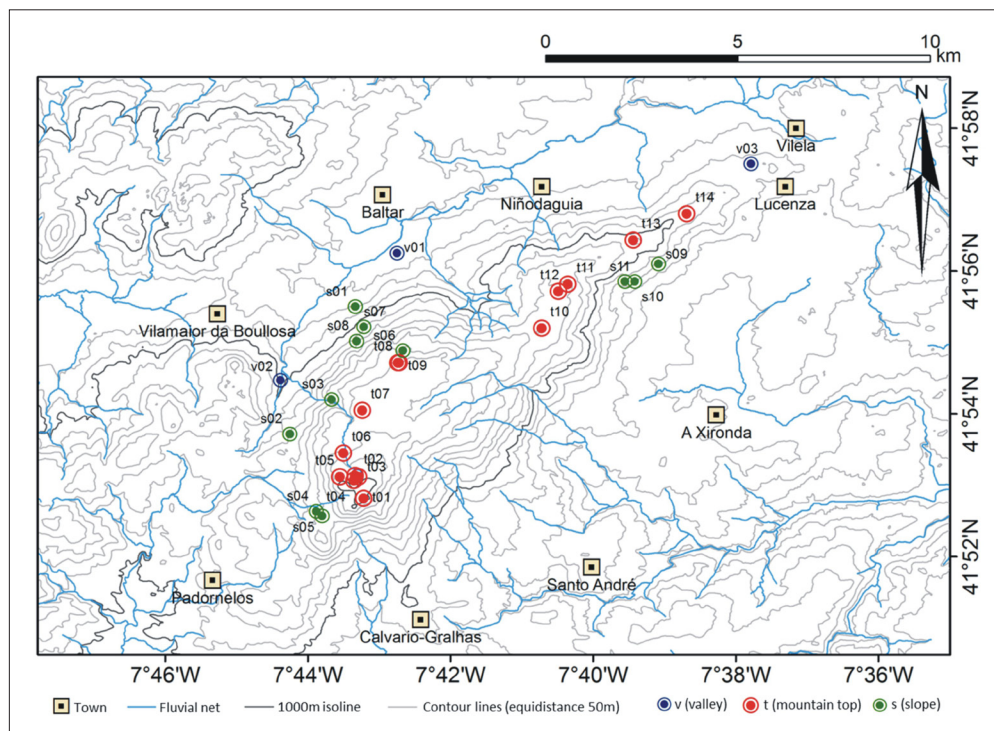 0 5 10
km
N
Vilela
v03
Lucenza
Niñodaguia
Baltar
t14
t13
v01
s09
s11
t11
t12
s10
s01
s07
t10
Vilamaior da Boullosa
s08
s06
t08
v02
t09
s03
t07
s02
A Xironda
t06
t05
t02
t03
s04
t04
t01
s05
Santo André
Padornelos
Calvario-Gralhas
41°58'N
41°56'N
41°54'N
41°52'N
7°46'W 7°44'W 7°42'W 7°40'W 7°38'W 7°36'W
Town Fluvial net 1000m isoline Contour lines (equidistance 50m) v (valley) t (mountain top) s (slope)